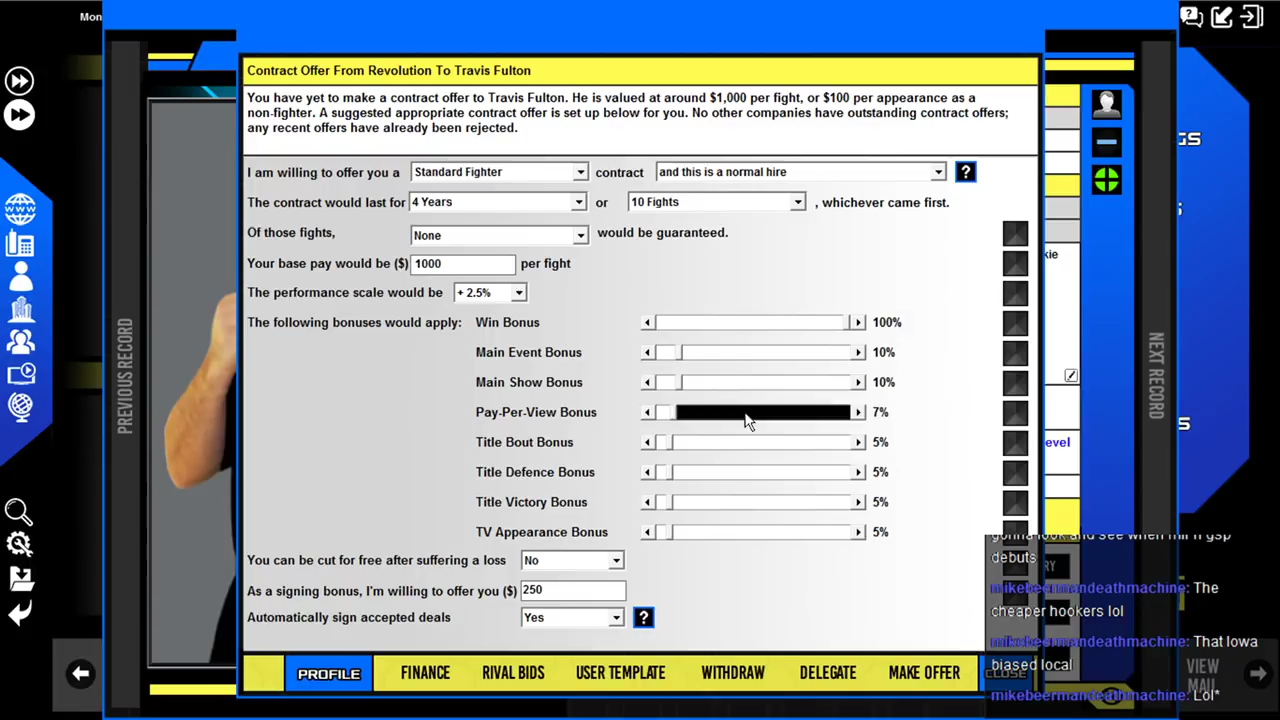 Mon
Contract Offer From Revolution To Travis Fulton
You have yet to make a contract offer to Travis Fulton. He is valued at around $1,000 per fight, or $100 per appearance as a
non-fighter. A suggested appropriate contract offer is set up below for you. No other companies have outstanding contract offers;
any recent offers have already been rejected.
I am willing to offer you a Standard Fighter contract and this is a normal hire ?
The contract would last for 4 Years or 10 Fights , whichever came first.
Of those fights, None would be guaranteed.
Your base pay would be ($) 1000 per fight
The performance scale would be + 2.5%
The following bonuses would apply: Win Bonus 100%
Main Event Bonus 10%
Main Show Bonus 10%
Pay-Per-View Bonus 7%
Title Bout Bonus 5%
Title Defence Bonus 5%
Title Victory Bonus 5%
TV Appearance Bonus 5%
You can be cut for free after suffering a loss No
As a signing bonus, I'm willing to offer you ($) 250
Automatically sign accepted deals Yes ?
PROFILE FINANCE RIVAL BIDS USER TEMPLATE WITHDRAW DELEGATE MAKE OFFER CLOSE
PREVIOUS RECORD
NEXT RECORD
GS
S
kie
evel
S
RY
debuts
mikebeermandeathmachine: The
cheaper hookers lol
mikebeermandeathmachine: That Iowa
biased local
mikebeermandeathmachine: Lol*
VIEW
MAIL